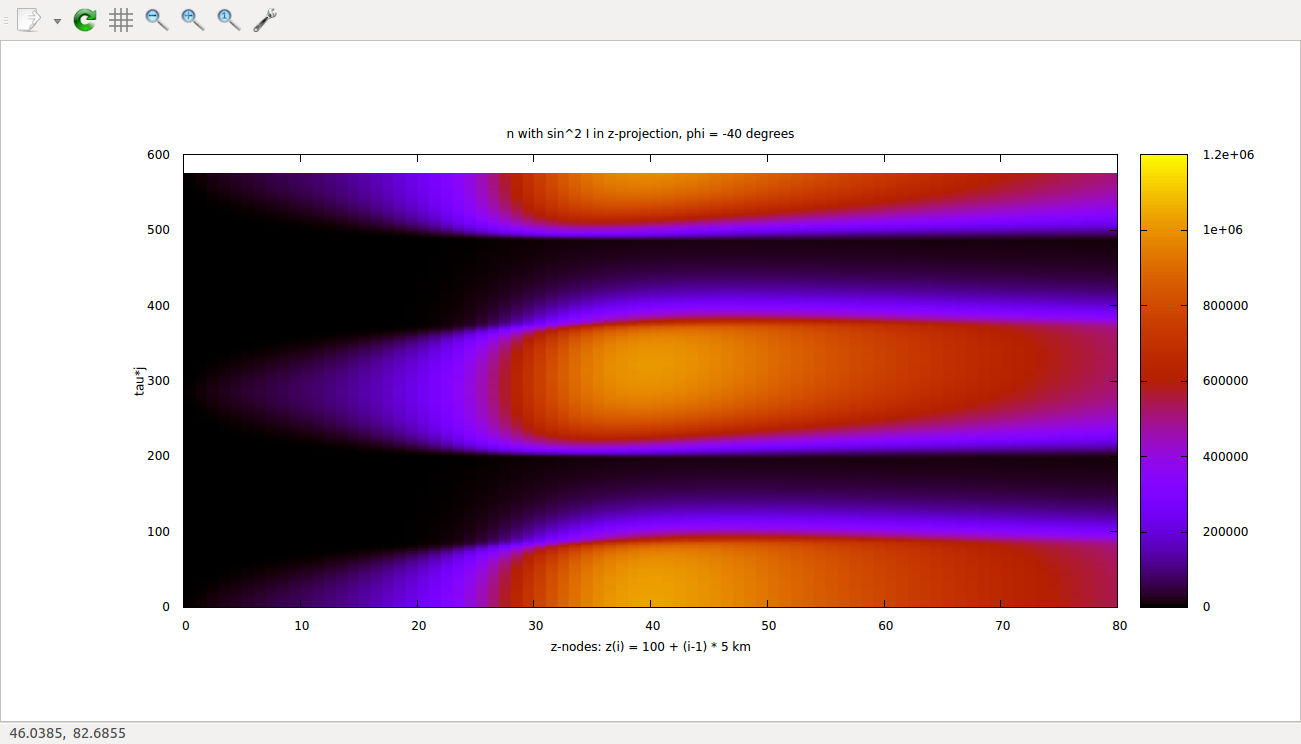 n with sin^2 I in z-projection, phi = -40 degrees
600
500
400
300
200
100
0
tau*j
0 10 20 30 40 50 60 70 80
z-nodes: z(i) = 100 + (i-1) * 5 km
1.2e+06
1e+06
800000
600000
400000
200000
0
46.0385, 82.6855